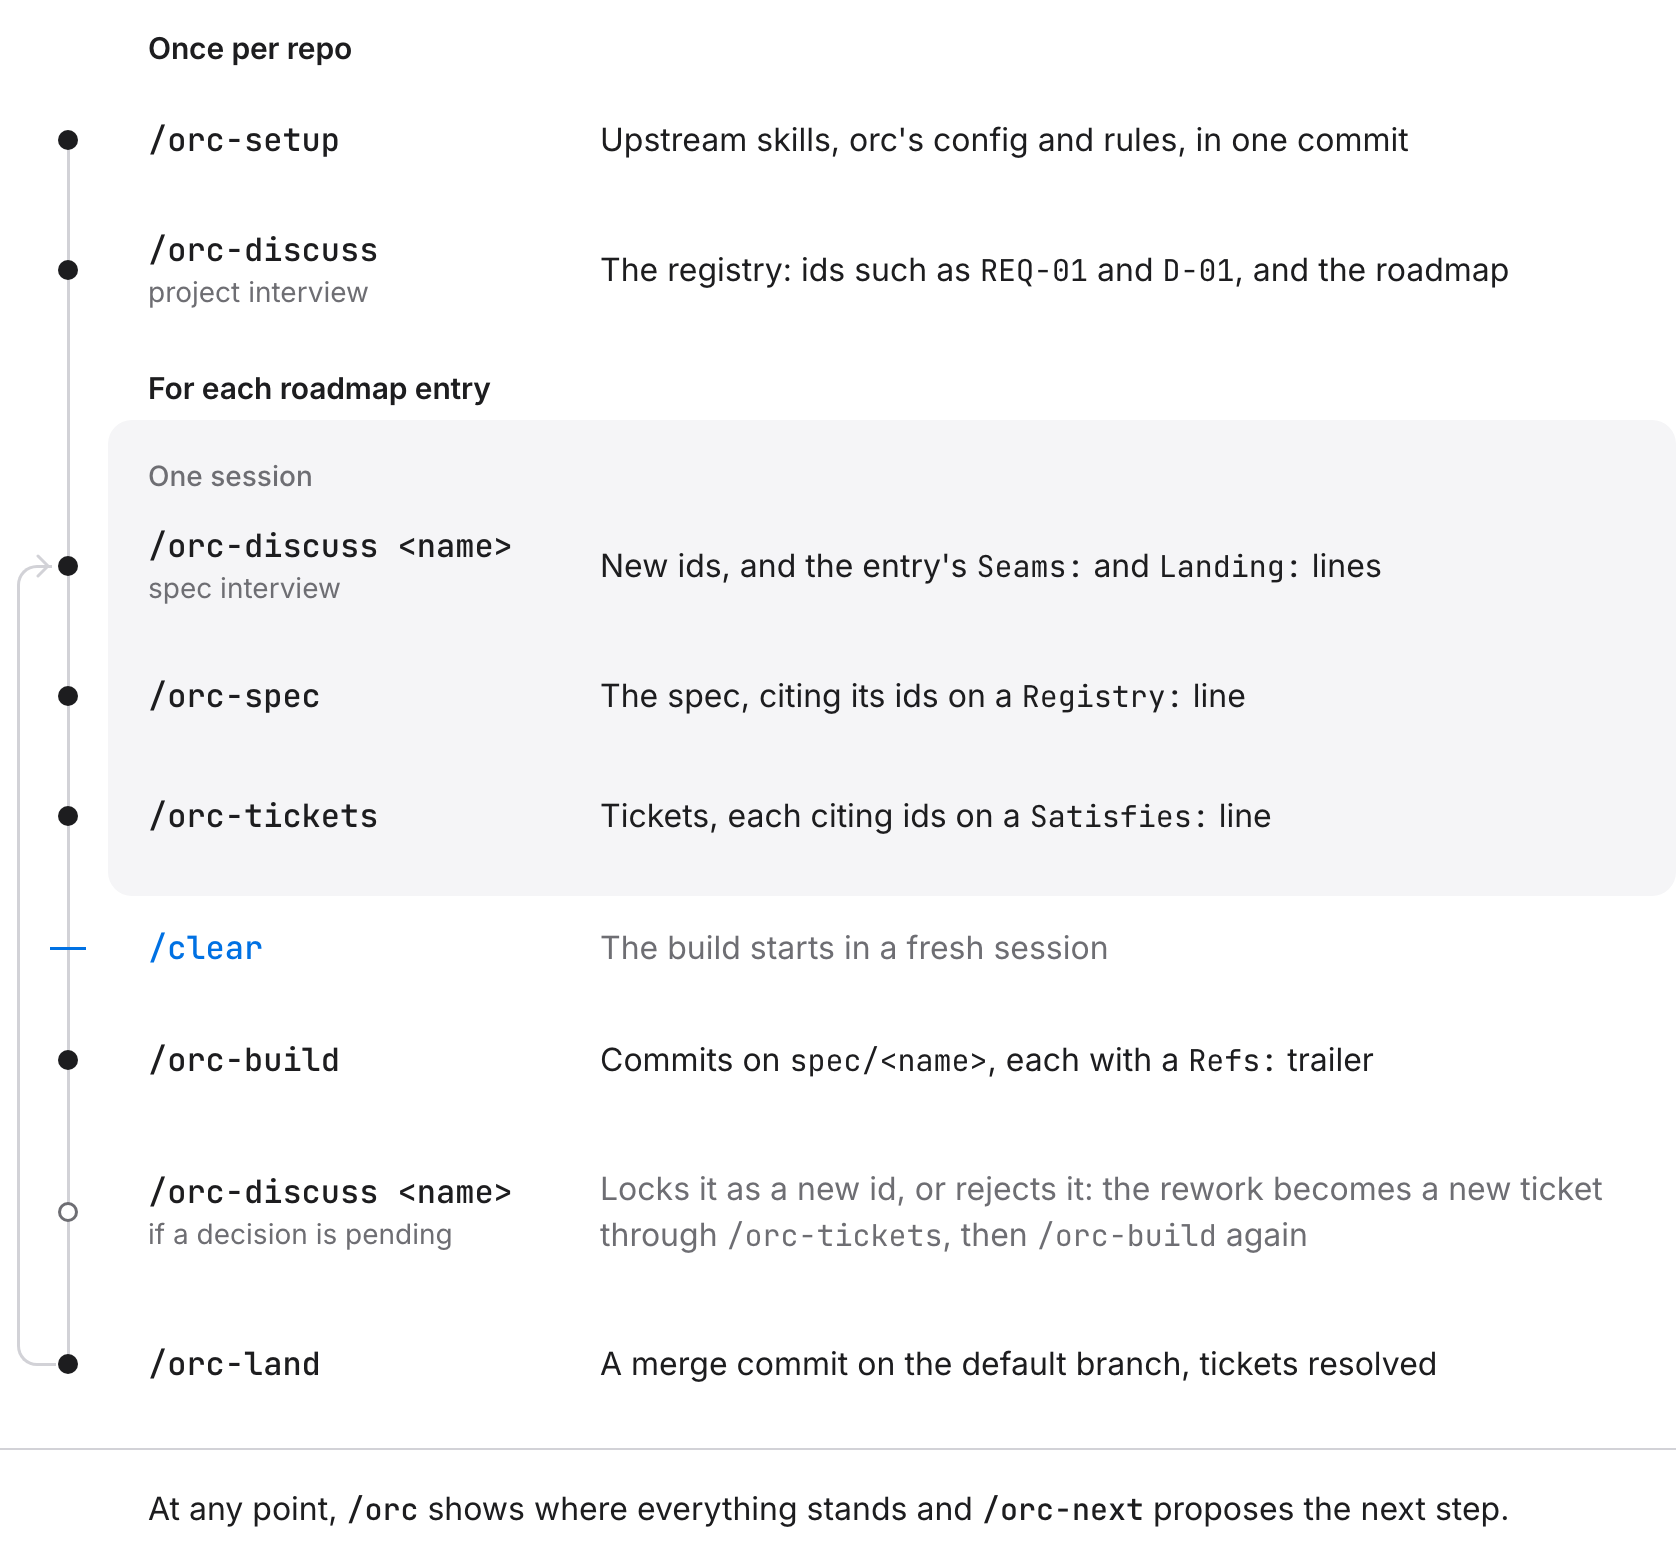 Once per repo
/orc-setup
Upstream skills, orc's config and rules, in one commit
/orc-discuss
project interview
The registry: ids such as REQ-01 and D-01, and the roadmap
For each roadmap entry
One session
/orc-discuss <name>
spec interview
New ids, and the entry's Seams: and Landing: lines
/orc-spec
The spec, citing its ids on a Registry: line
/orc-tickets
Tickets, each citing ids on a Satisfies: line
/clear
The build starts in a fresh session
/orc-build
Commits on spec/<name>, each with a Refs: trailer
/orc-discuss <name>
if a decision is pending
Locks it as a new id, or rejects it: the rework becomes a new ticket
through /orc-tickets, then /orc-build again
/orc-land
A merge commit on the default branch, tickets resolved
At any point, /orc shows where everything stands and /orc-next proposes the next step.